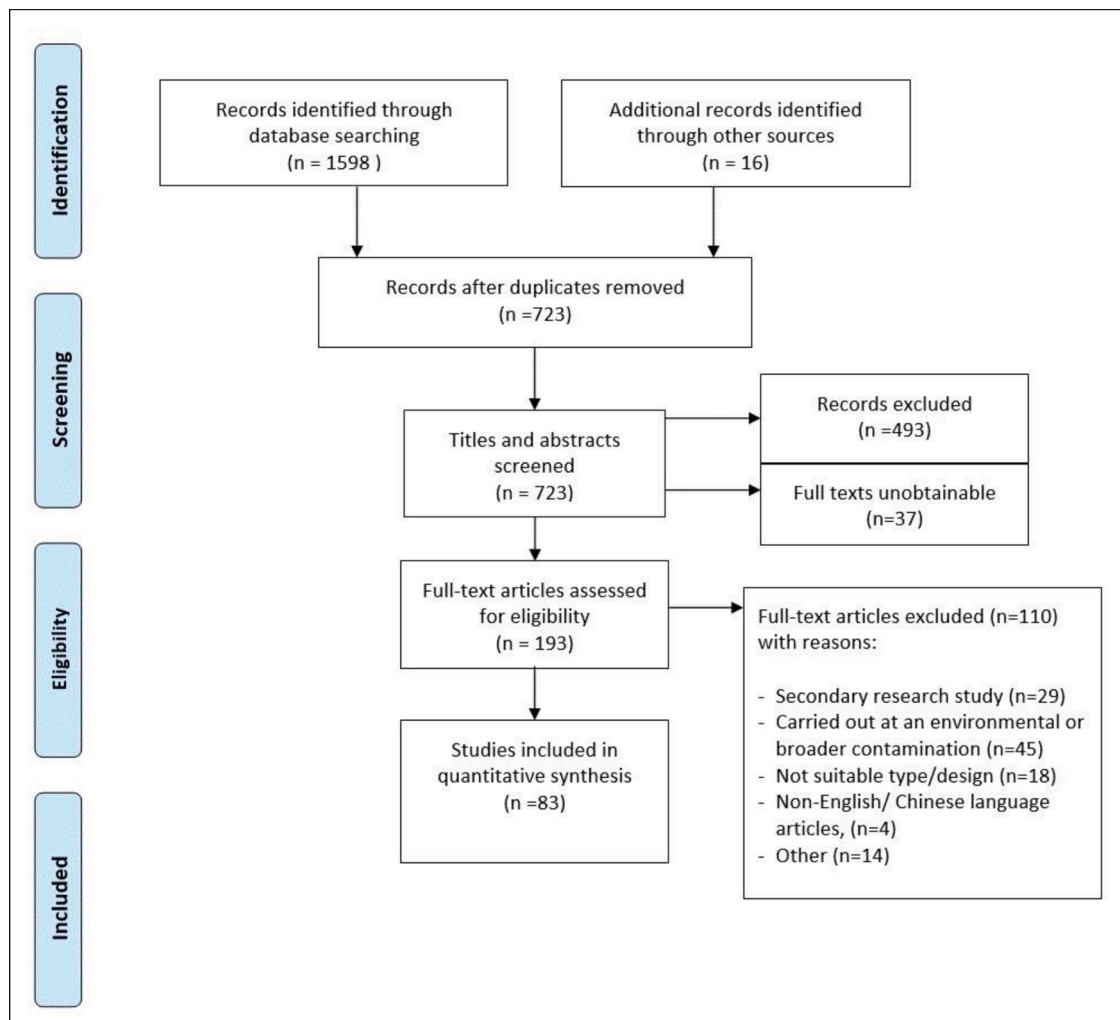 Identification
Records identified through
database searching
(n = 1598 )
Additional records identified
through other sources
(n = 16)
Records after duplicates removed
(n =723)
Screening
Titles and abstracts
screened
(n = 723)
Records excluded
(n =493)
Full texts unobtainable
(n=37)
Eligibility
Full-text articles assessed
for eligibility
(n = 193)
Full-text articles excluded (n=110)
with reasons:
- Secondary research study (n=29)
- Carried out at an environmental or
broader contamination (n=45)
- Not suitable type/design (n=18)
- Non-English/ Chinese language
articles, (n=4)
- Other (n=14)
Included
Studies included in
quantitative synthesis
(n =83)